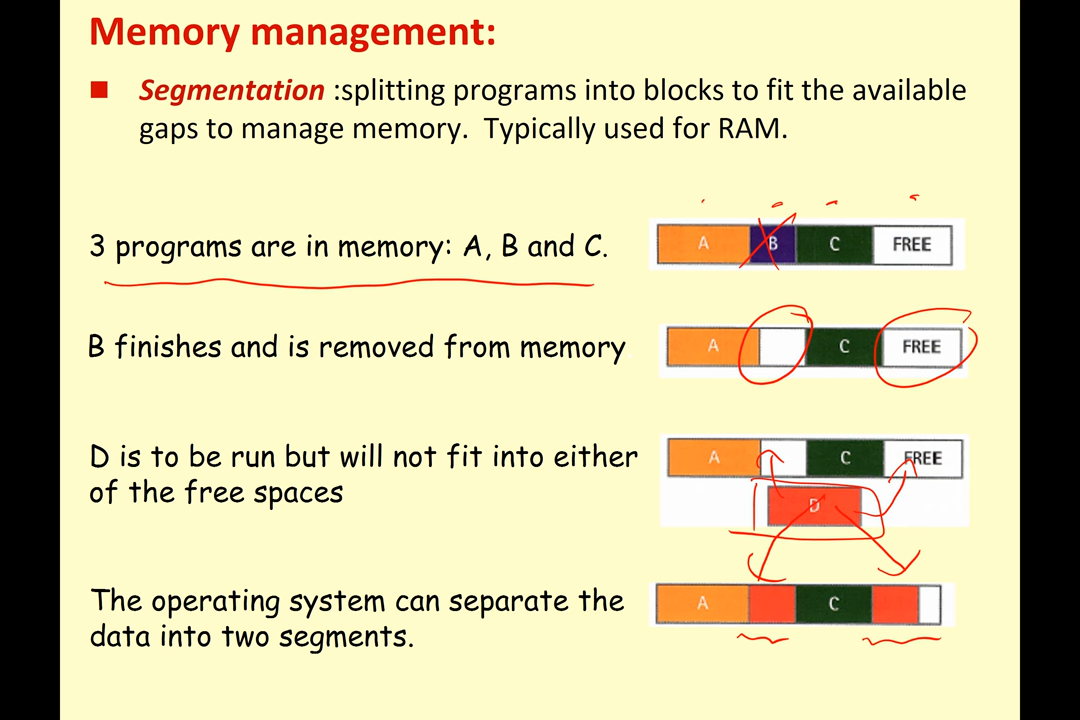 Memory management:
Segmentation :splitting programs into blocks to fit the available
gaps to manage memory. Typically used for RAM.
3 programs are in memory: A, B and C.
A B C FREE
B finishes and is removed from memory
A C FREE
D is to be run but will not fit into either
of the free spaces
A C FREE
D
The operating system can separate the
data into two segments.
A C